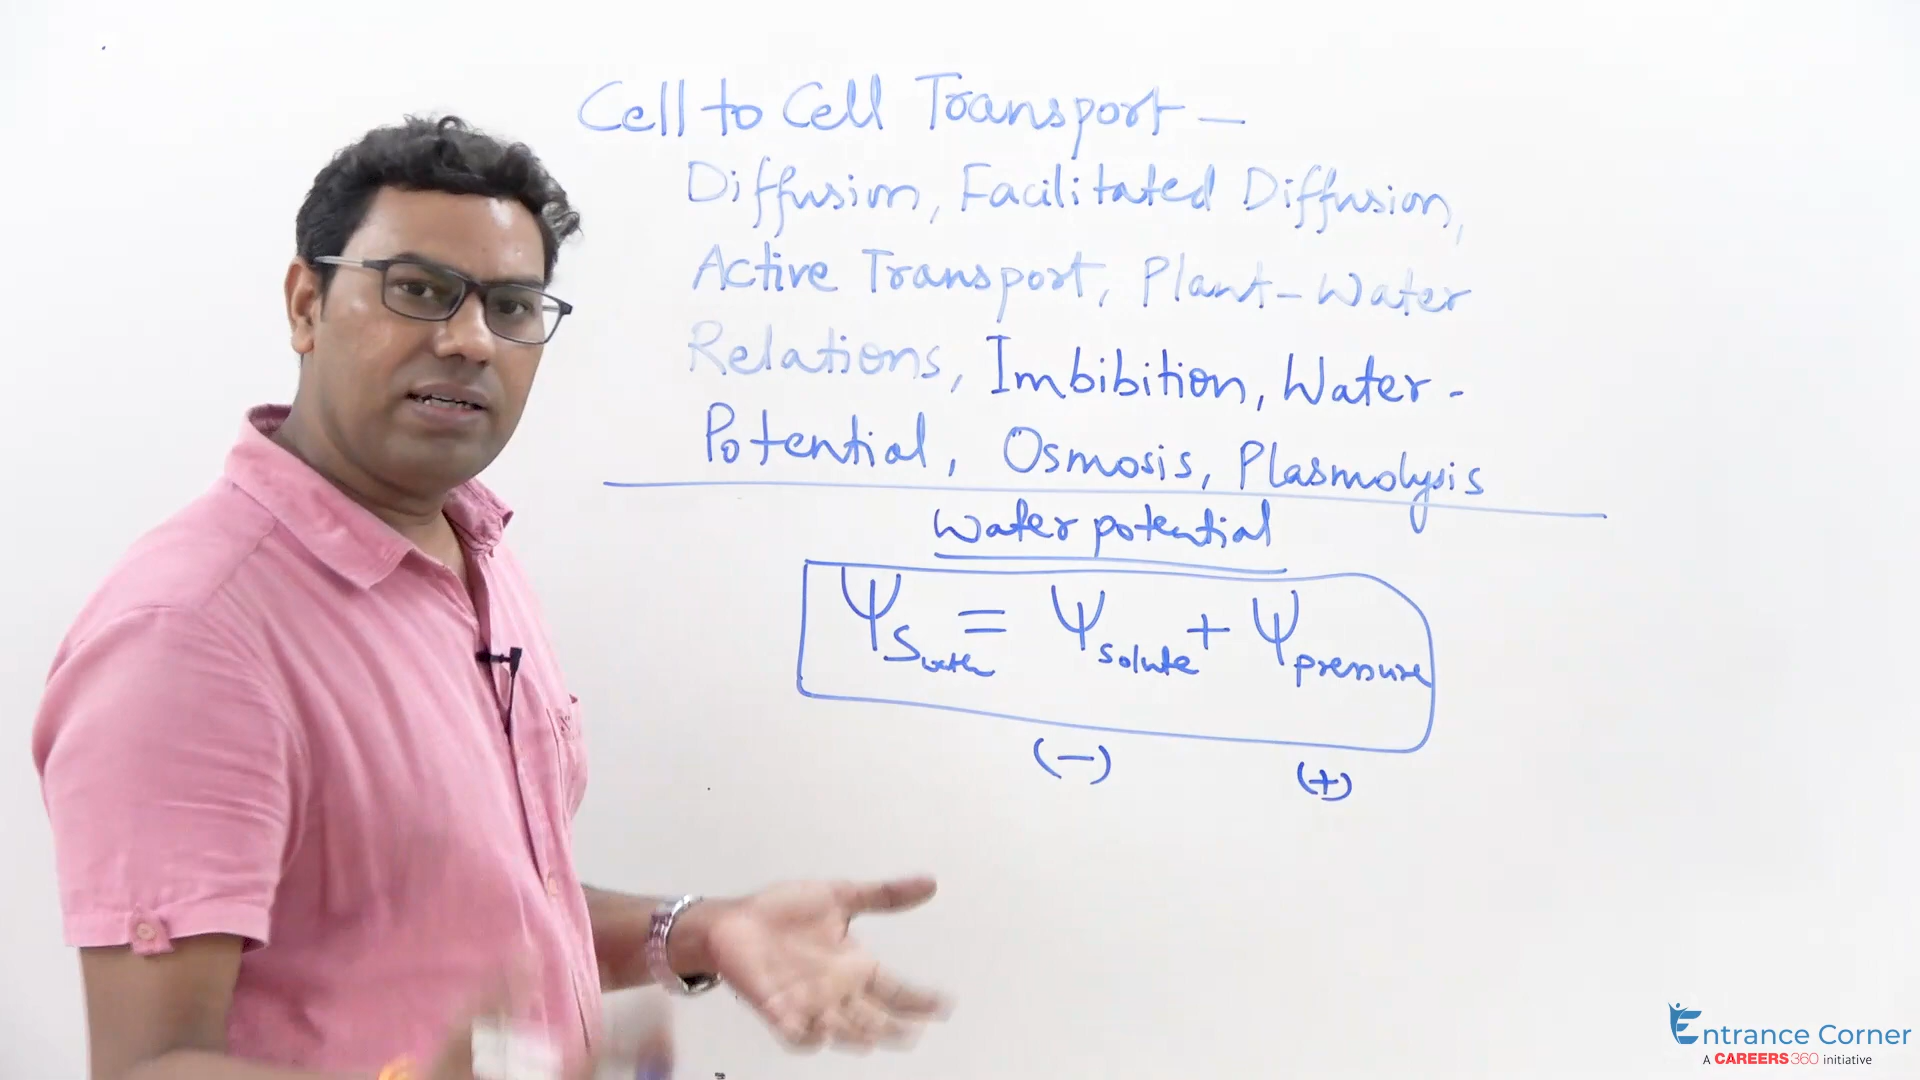 Cell to Cell Transport -
Diffusion, Facilitated Diffusion,
Active Transport, Plant-Water
Relations, Imbibition, Water -
Potential, Osmosis, Plasmolysis
Water potential
Ψ = Ψsolute + Ψpressure
(-) (+)
Entrance Corner
A CAREERS360 initiative